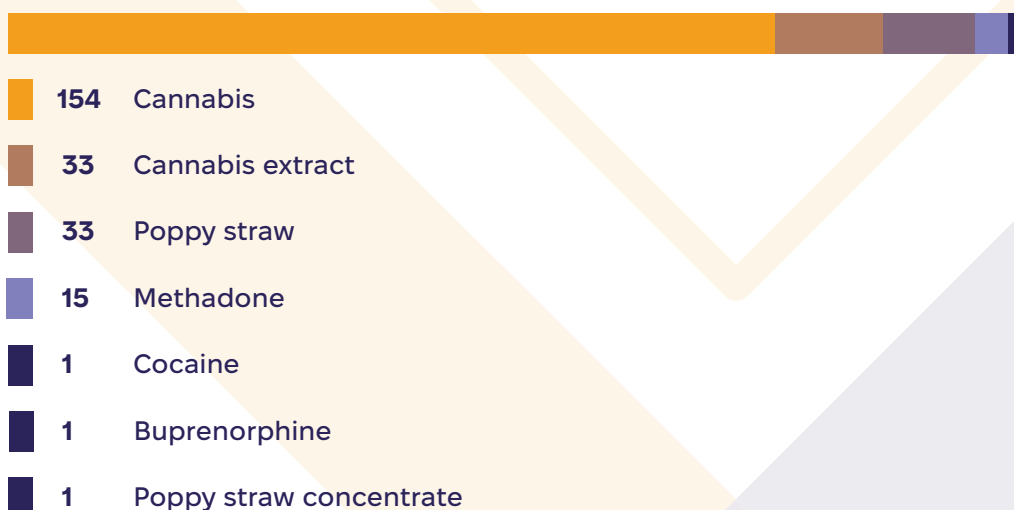 154 Cannabis
33 Cannabis extract
33 Poppy straw
15 Methadone
1 Cocaine
1 Buprenorphine
1 Poppy straw concentrate